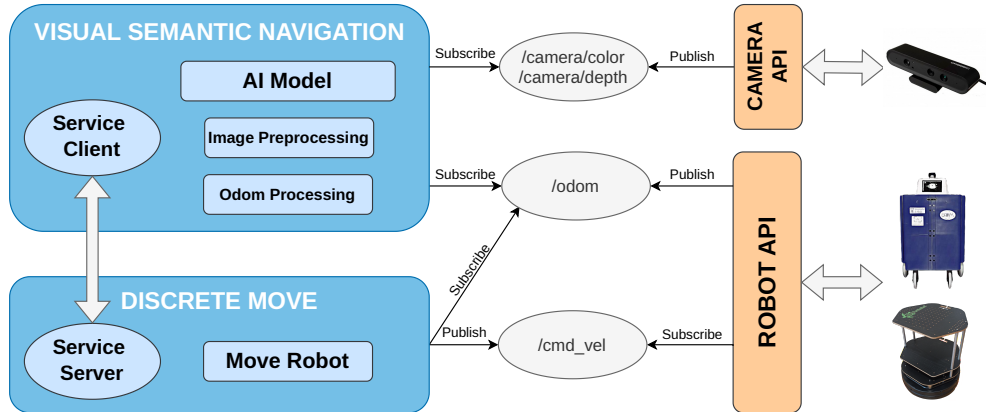 VISUAL SEMANTIC NAVIGATION
AI Model
Service
Client
Image Preprocessing
Odom Processing
Subscribe
/camera/color
/camera/depth
Publish
CAMERA
API
Subscribe
/odom
Publish
Subscribe
DISCRETE MOVE
Service
Server
Move Robot
Publish
/cmd_vel
Subscribe
ROBOT API